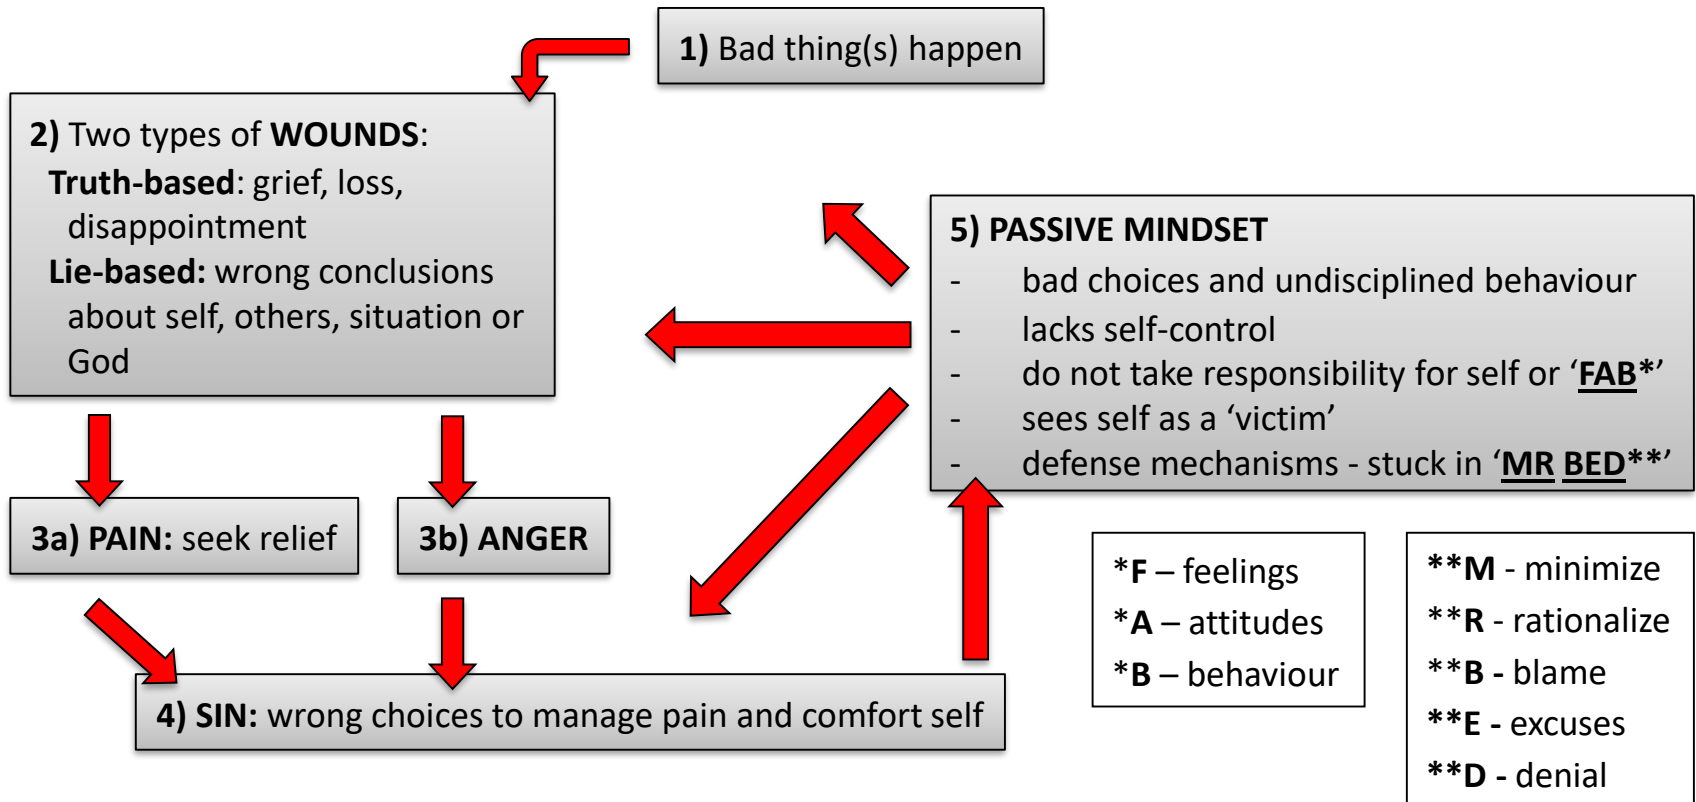 1) Bad thing(s) happen
2) Two types of WOUNDS:
Truth-based: grief, loss,
disappointment
Lie-based: wrong conclusions
about self, others, situation or
God
3a) PAIN: seek relief
3b) ANGER
4) SIN: wrong choices to manage pain and comfort self
5) PASSIVE MINDSET
- bad choices and undisciplined behaviour
- lacks self-control
- do not take responsibility for self or ‘FAB*’
- sees self as a ‘victim’
- defense mechanisms - stuck in ‘MR BED**’
*F – feelings
*A – attitudes
*B – behaviour
**M - minimize
**R - rationalize
**B - blame
**E - excuses
**D - denial